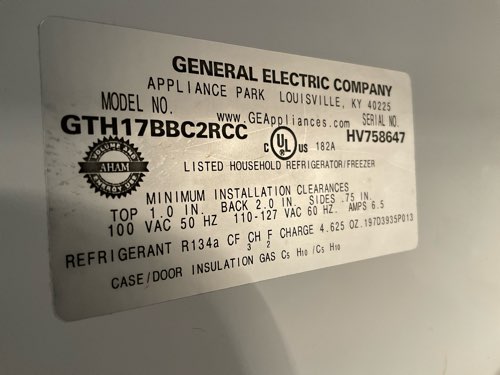 GENERAL ELECTRIC COMPANY
APPLIANCE PARK LOUISVILLE, KY 40225
MODEL NO. www.GEAppliances.com SERIAL NO.
GTH17BBC2RCC C UL US 182A HV758647
AHAM
LISTED HOUSEHOLD REFRIGERATOR/FREEZER
MINIMUM INSTALLATION CLEARANCES
TOP 1.0 IN. BACK 2.0 IN. SIDES .75 IN.
100 VAC 50 HZ 110-127 VAC 60 HZ. AMPS 6.5
REFRIGERANT R134a CF3 CH2 F CHARGE 4.625 OZ. 197D3935P013
CASE/DOOR INSULATION GAS C5 H10 /C5 H10